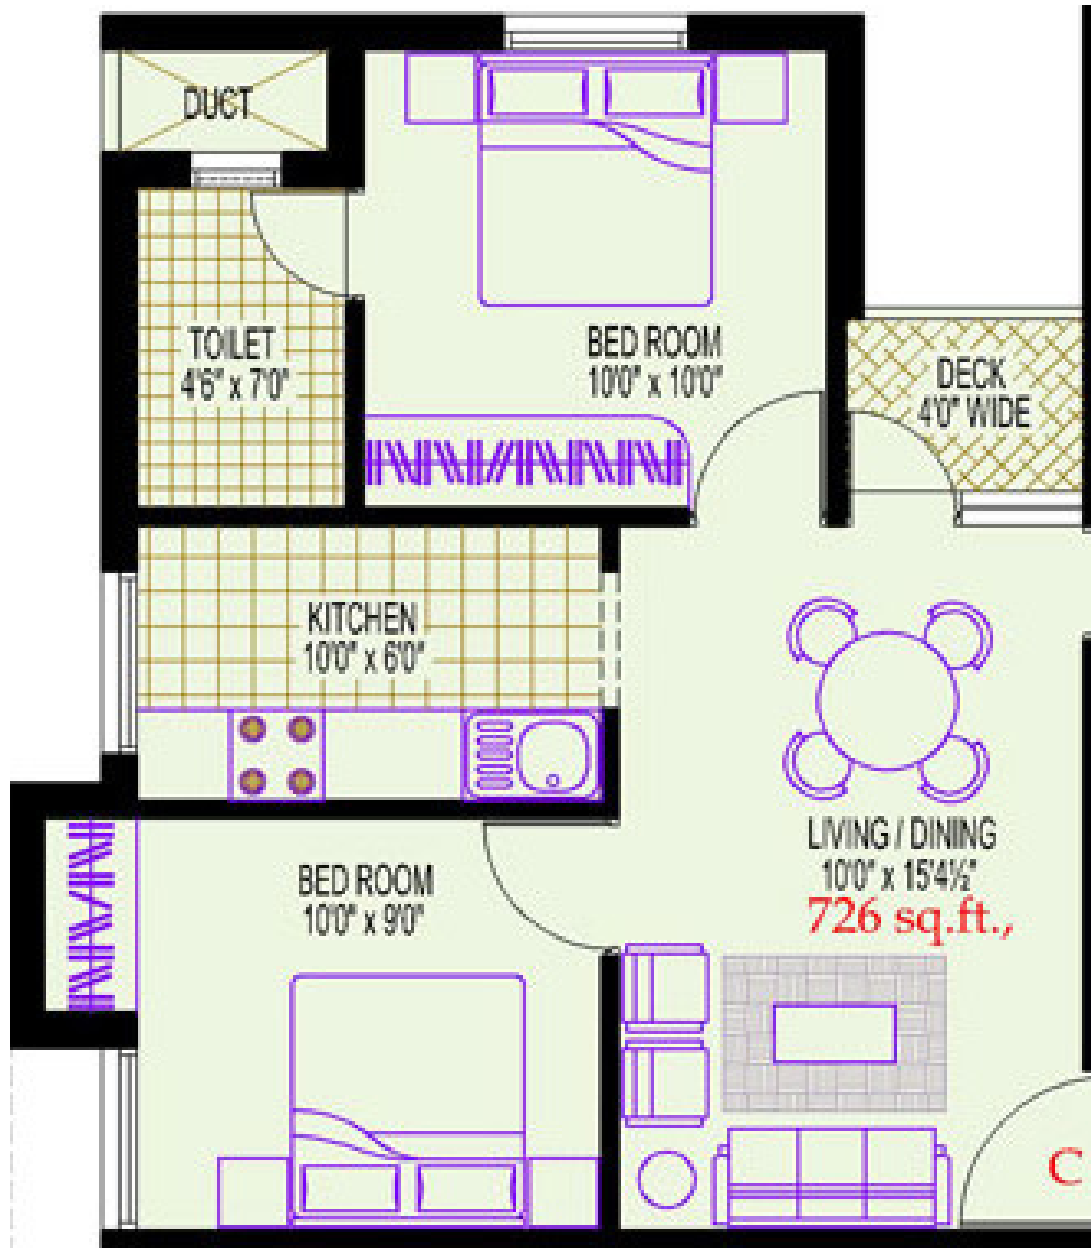 DUCT
BED ROOM
10'0" x 10'0"
TOILET
4'6" x 7'0"
DECK
4'0" WIDE
KITCHEN
10'0" x 6'0"
LIVING / DINING
10'0" x 15'4½"
726 sq.ft.,
BED ROOM
10'0" x 9'0"
C